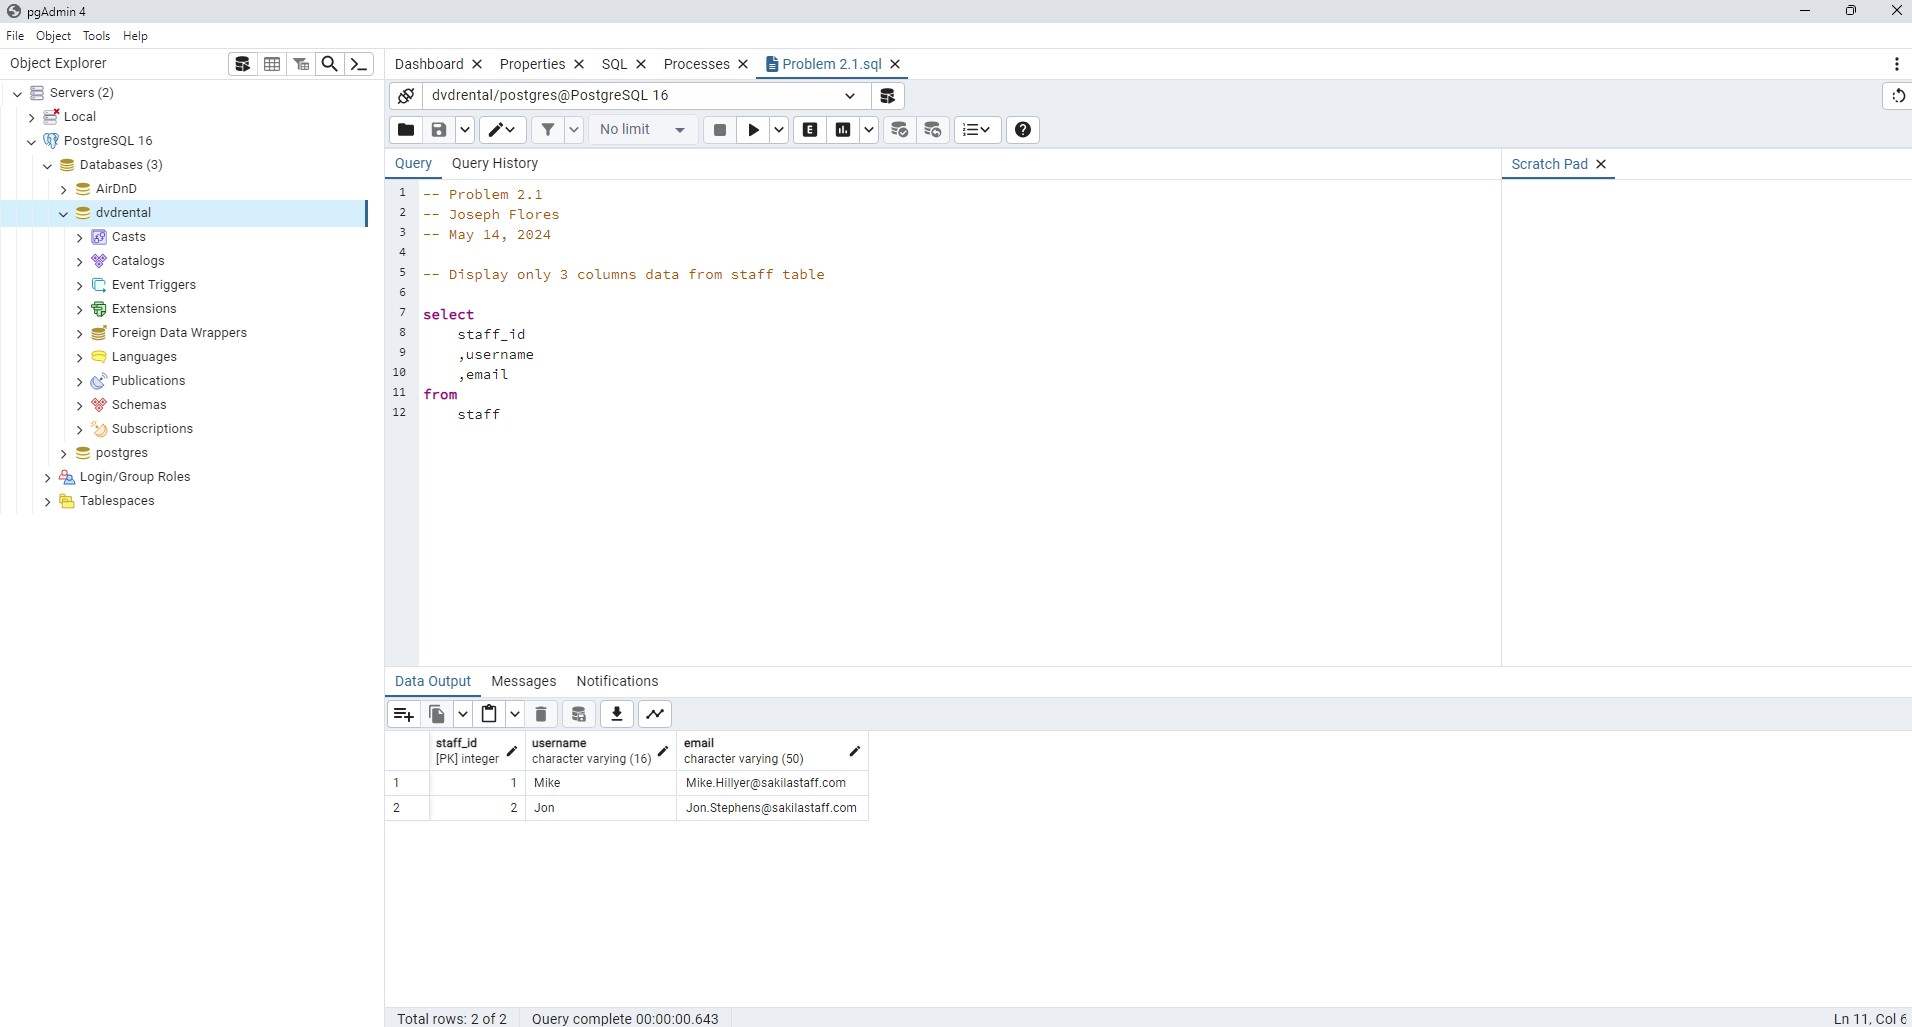 pgAdmin 4
File Object Tools Help
Object Explorer
Servers (2)
Local
PostgreSQL 16
Databases (3)
AirDnD
dvdrental
Casts
Catalogs
Event Triggers
Extensions
Foreign Data Wrappers
Languages
Publications
Schemas
Subscriptions
postgres
Login/Group Roles
Tablespaces
Dashboard Properties SQL Processes Problem 2.1.sql
dvdrental/postgres@PostgreSQL 16
No limit E
Query Query History
Scratch Pad
1 -- Problem 2.1
2 -- Joseph Flores
3 -- May 14, 2024
4
5 -- Display only 3 columns data from staff table
6
7 select
8 staff_id
9 ,username
10 ,email
11 from
12 staff
Data Output Messages Notifications
staff_id username email
[PK] integer character varying (16) character varying (50)
1 1 Mike Mike.Hillyer@sakilastaff.com
2 2 Jon Jon.Stephens@sakilastaff.com
Total rows: 2 of 2 Query complete 00:00:00.643 Ln 11, Col 6